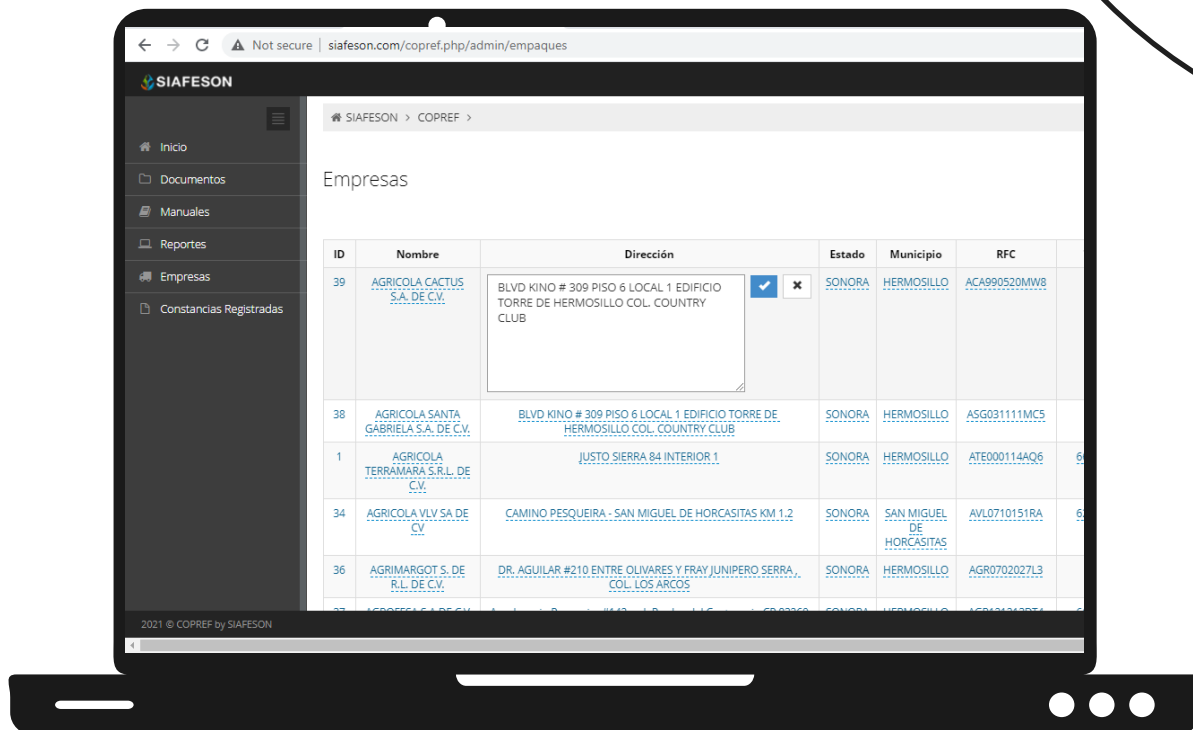 Not secure | siafeson.com/copref.php/admin/empaques
SIAFESON
SIAFESON > COPREF >
Inicio
Documentos
Manuales
Reportes
Empresas
Constancias Registradas
Empresas
ID Nombre Dirección Estado Municipio RFC
39 AGRICOLA CACTUS BLVD KINO # 309 PISO 6 LOCAL 1 EDIFICIO SONORA HERMOSILLO ACA990520MW8
S.A. DE C.V. TORRE DE HERMOSILLO COL. COUNTRY
CLUB
38 AGRICOLA SANTA BLVD KINO # 309 PISO 6 LOCAL 1 EDIFICIO TORRE DE SONORA HERMOSILLO ASG031111MC5
GABRIELA S.A. DE C.V. HERMOSILLO COL. COUNTRY CLUB
1 AGRICOLA JUSTO SIERRA 84 INTERIOR 1 SONORA HERMOSILLO ATE000114AQ6
TERRAMARA S.R.L. DE
C.V.
34 AGRICOLA VLV SA DE CAMINO PESQUEIRA - SAN MIGUEL DE HORCASITAS KM 1.2 SONORA SAN MIGUEL AVL0710151RA
CV DE
HORCASITAS
36 AGRIMARGOT S. DE DR. AGUILAR #210 ENTRE OLIVARES Y FRAY JUNIPERO SERRA , SONORA HERMOSILLO AGR0702027L3
R.L. DE C.V. COL. LOS ARCOS
2021 © COPREF by SIAFESON